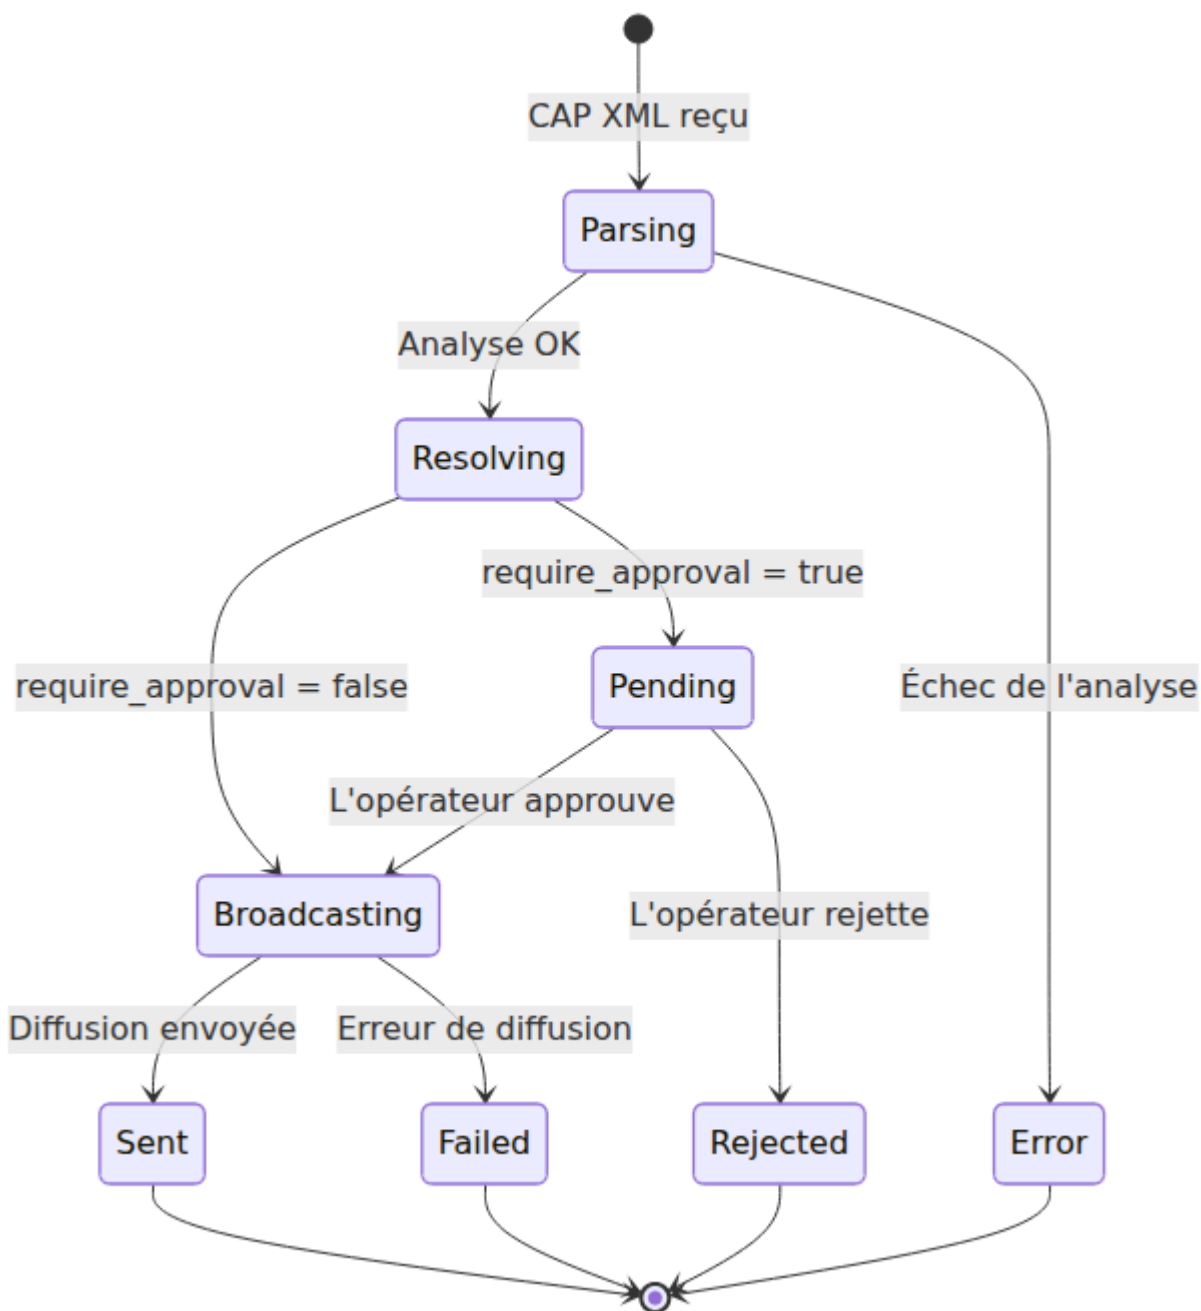 CAP XML reçu
Parsing
Analyse OK
Resolving
require_approval = true
require_approval = false
Pending
Échec de l'analyse
L'opérateur approuve
Broadcasting
L'opérateur rejette
Diffusion envoyée
Erreur de diffusion
Sent
Failed
Rejected
Error